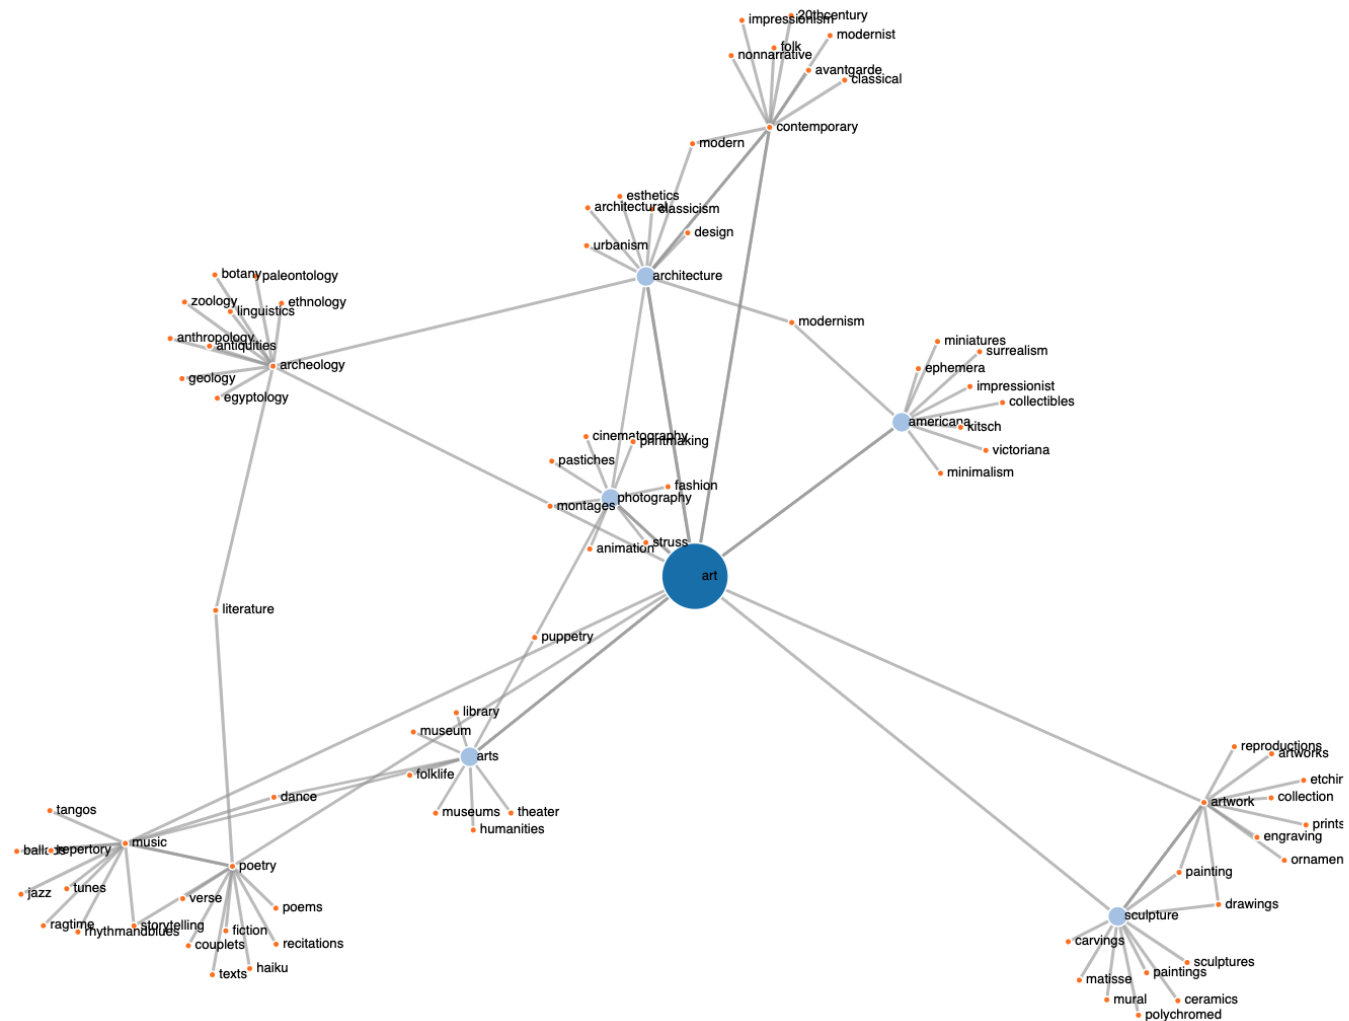 impressionism
20thcentury
modernist
folk
nonnarrative
avantgarde
classical
contemporary
modern
esthetics
architectural
classicism
design
urbanism
architecture
botany
paleontology
zoology
ethnology
linguistics
modernism
anthropology
antiquities
miniatures
surrealism
archeology
ephemera
geology
impressionist
egyptology
collectibles
americana
kitsch
cinematography
printmaking
victoriana
pastiches
minimalism
fashion
photography
montages
struss
animation
art
literature
puppetry
library
museum
reproductions
artworks
arts
folklife
etchir
dance
collection
artwork
tangos
museums
theater
prints
humanities
engraving
music
repertory
ornamen
poetry
painting
jazz
tunes
verse
drawings
poems
sculpture
ragtime
storytelling
rhythmandblues
fiction
carvings
couplets
recitations
sculptures
haiku
texts
paintings
matisse
mural
ceramics
polychromed